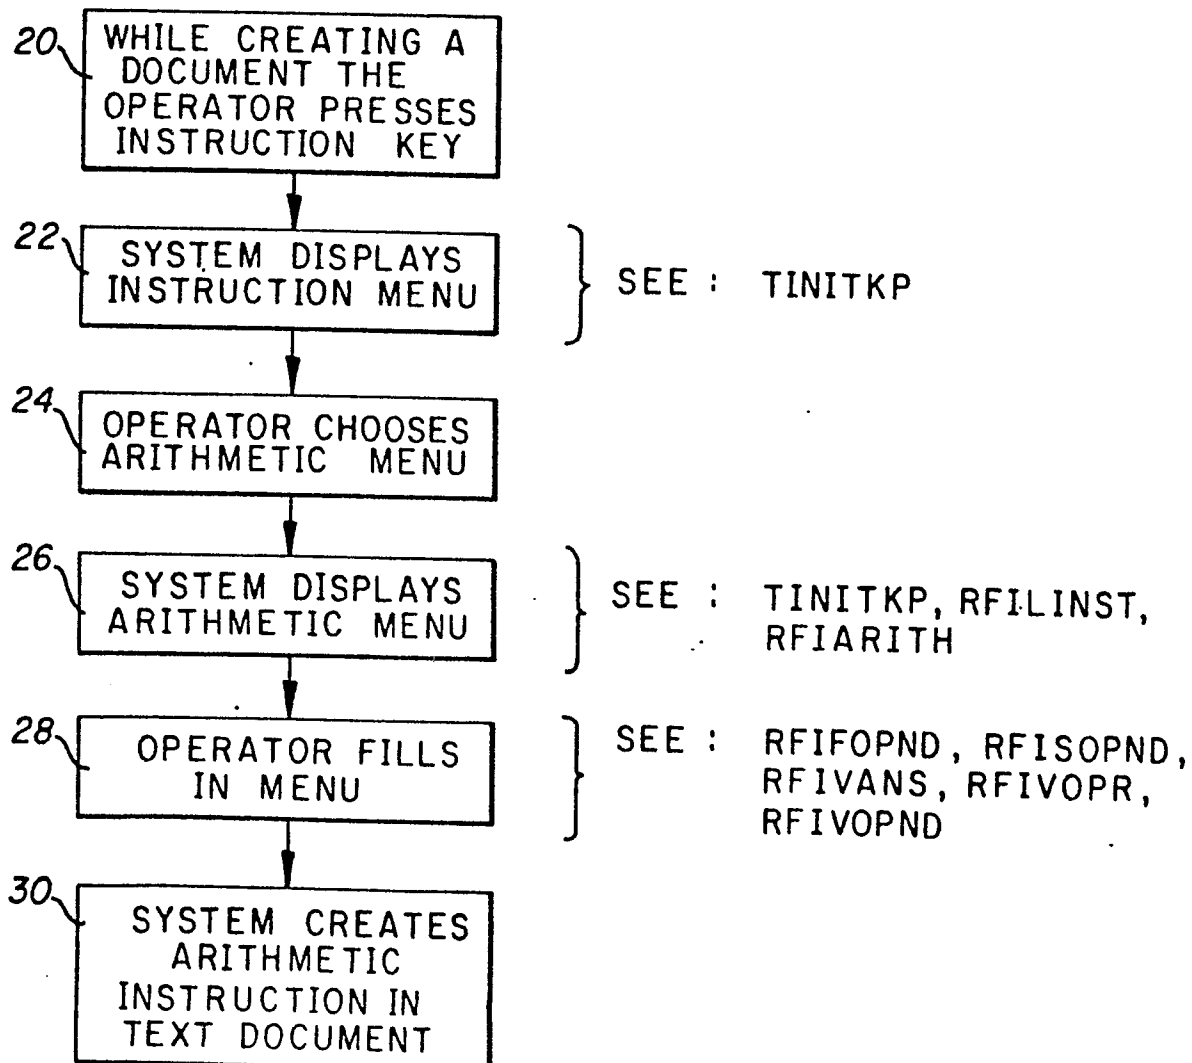 20
WHILE CREATING A
DOCUMENT THE
OPERATOR PRESSES
INSTRUCTION KEY
22
SYSTEM DISPLAYS
INSTRUCTION MENU
SEE : TINITKP
24
OPERATOR CHOOSES
ARITHMETIC MENU
26
SYSTEM DISPLAYS
ARITHMETIC MENU
SEE : TINITKP, RFILINST,
RFIARITH
28
OPERATOR FILLS
IN MENU
SEE : RFIFOPND, RFISOPND,
RFIVANS, RFIVOPR,
RFIVOPND
30
SYSTEM CREATES
ARITHMETIC
INSTRUCTION IN
TEXT DOCUMENT